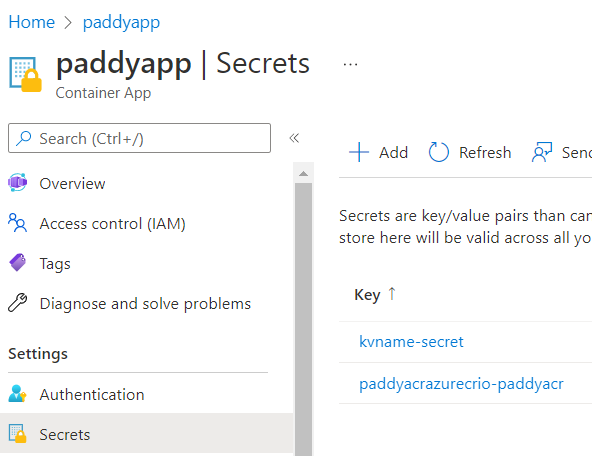 Home > paddyapp
paddyapp | Secrets ...
Container App
Search (Ctrl+/) «
Overview
Access control (IAM)
Tags
Diagnose and solve problems
Settings
Authentication
Secrets
Add Refresh Send
Secrets are key/value pairs than can
store here will be valid across all yo
Key ↑
kvname-secret
paddyacrazurecrio-paddyacr